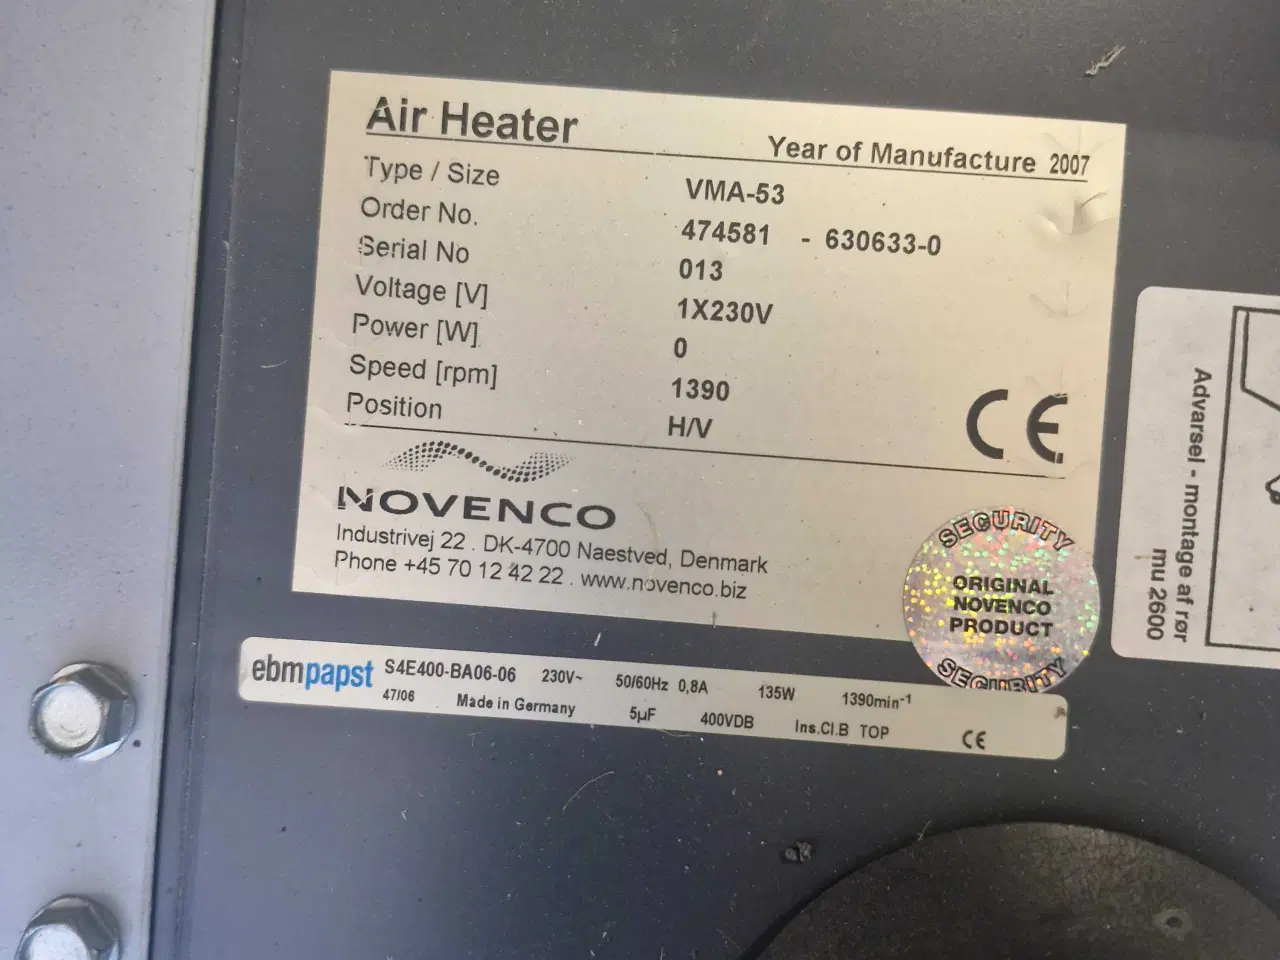 Air Heater
Year of Manufacture 2007
Type / Size VMA-53
Order No. 474581 - 630633-0
Serial No 013
Voltage [V] 1X230V
Power [W] 0
Speed [rpm] 1390
Position H/V
CE
NOVENCO
Industrivej 22 . DK-4700 Naestved, Denmark
Phone +45 70 12 42 22 . www.novenco.biz
SECURITY
ORIGINAL
NOVENCO
PRODUCT
SECURITY
ebmpapst S4E400-BA06-06 230V~ 50/60Hz 0,8A 135W 1390min-1
47/06 Made in Germany 5µF 400VDB Ins.Cl.B TOP CE
Advarsel - montage af rør
mu 2600